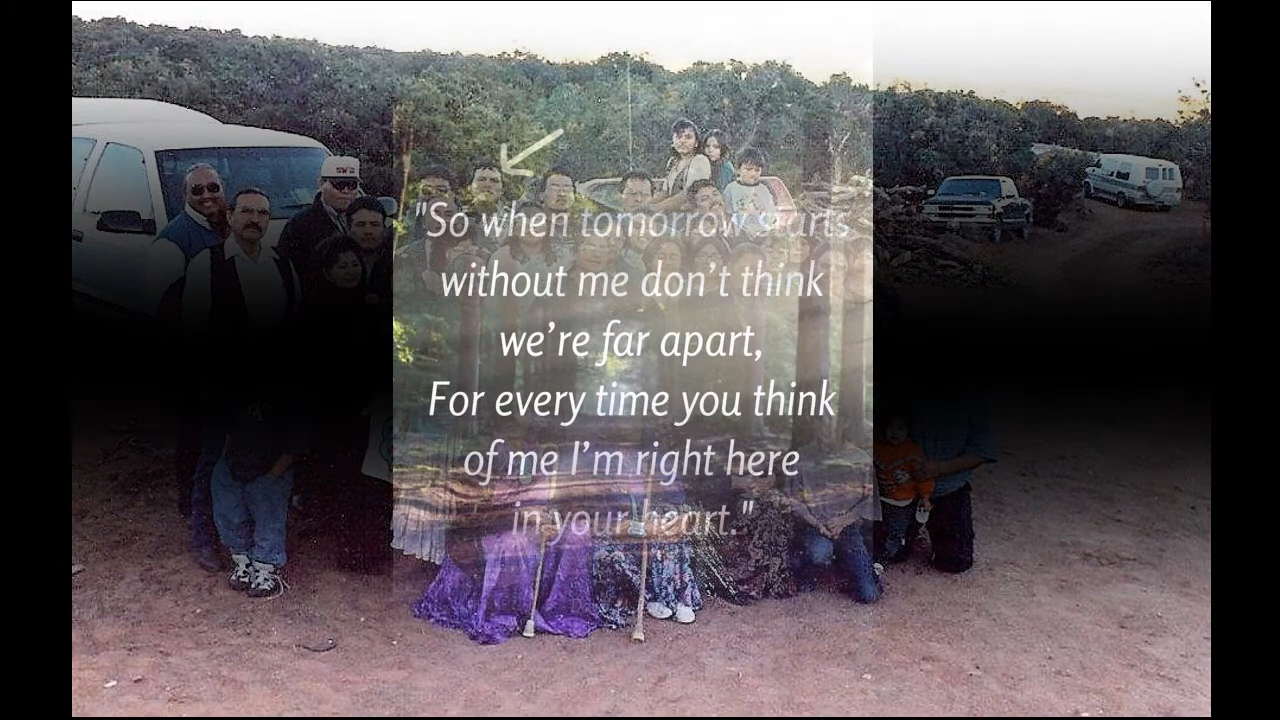 "So when tomorrow starts
without me don’t think
we’re far apart,
For every time you think
of me I’m right here
in your heart."